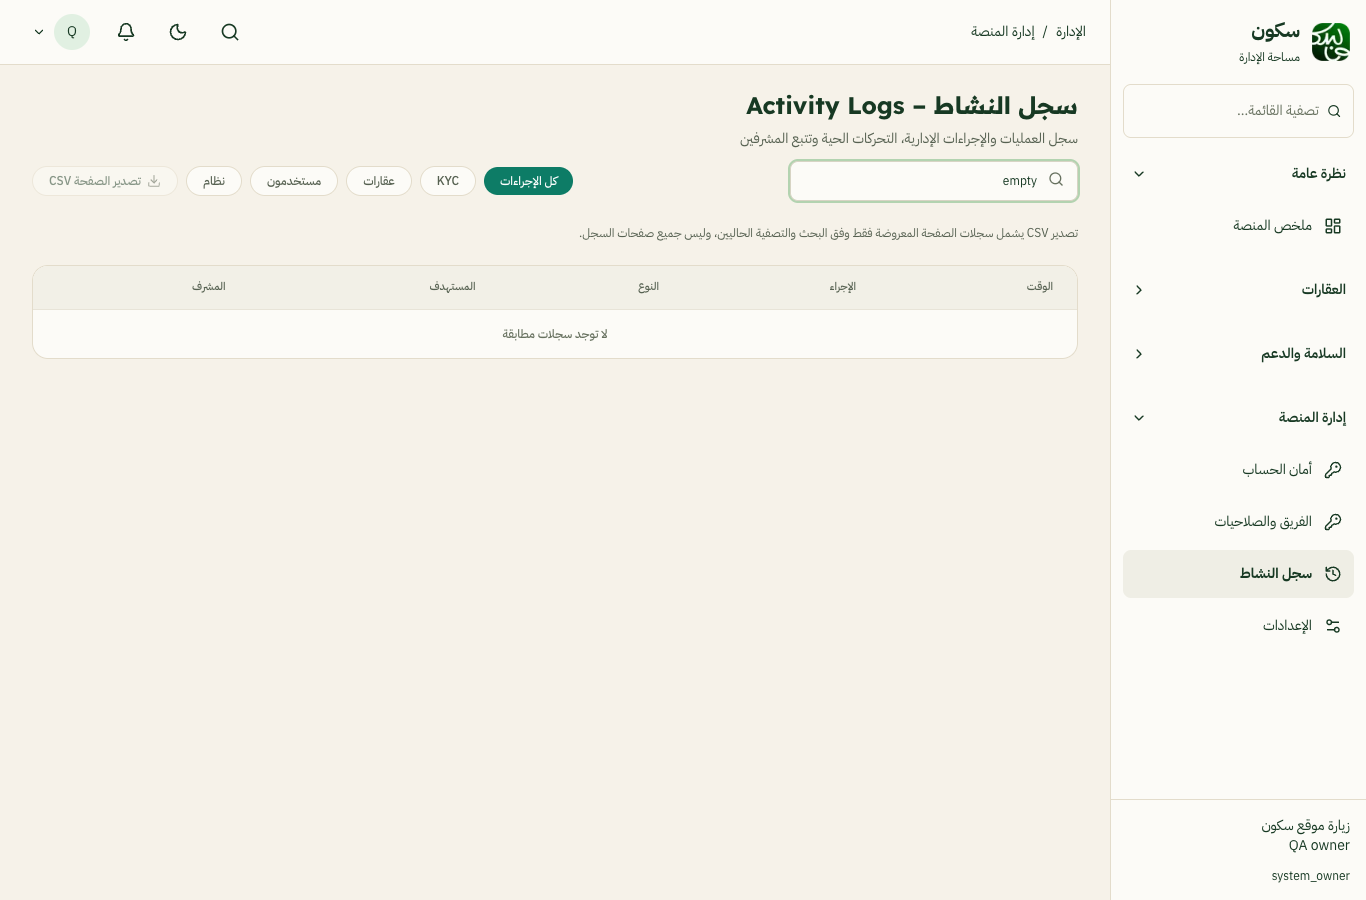 سكون
مساحة الإدارة
تصفية القائمة...
نظرة عامة
ملخص المنصة
العقارات
السلامة والدعم
إدارة المنصة
أمان الحساب
الفريق والصلاحيات
سجل النشاط
الإعدادات
زيارة موقع سكون
QA owner
system_owner
الإدارة / إدارة المنصة
Q
سجل النشاط – Activity Logs
سجل العمليات والإجراءات الإدارية، التحركات الحية وتتبع المشرفين
empty
كل الإجراءات KYC عقارات مستخدمون نظام تصدير الصفحة CSV
تصدير CSV يشمل سجلات الصفحة المعروضة فقط وفق البحث والتصفية الحاليين، وليس جميع صفحات السجل.
الوقت الإجراء النوع المستهدف المشرف
لا توجد سجلات مطابقة